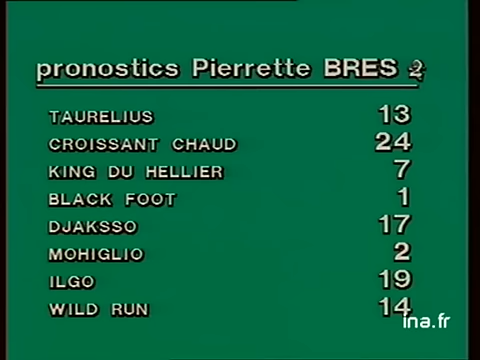 pronostics Pierrette BRES 2
TAURELIUS 13
CROISSANT CHAUD 24
KING DU HELLIER 7
BLACK FOOT 1
DJAKSSO 17
MOHIGLIO 2
ILGO 19
WILD RUN 14
ina.fr